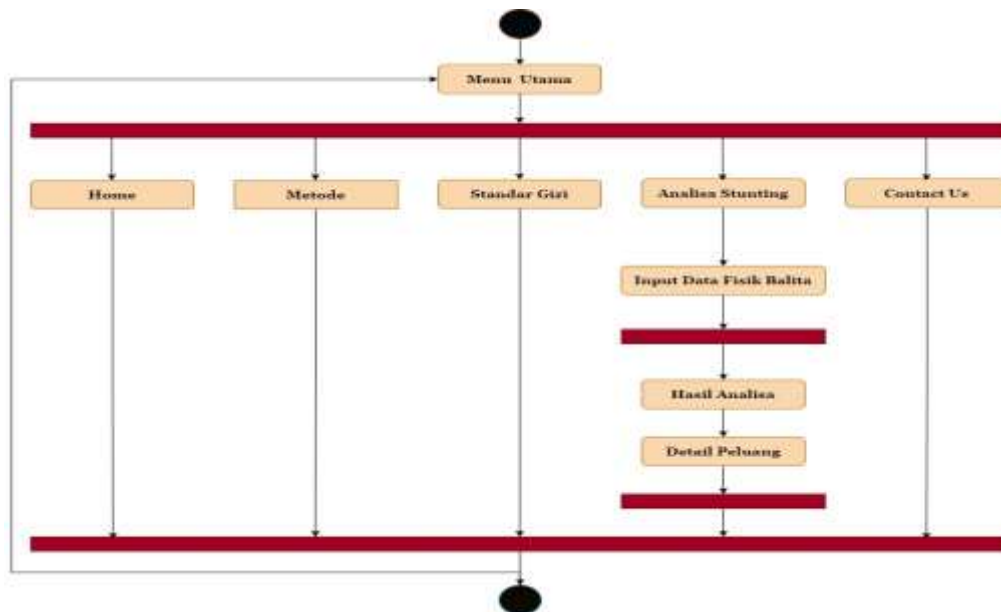 Menu Utama
Home
Metode
Standar Gizi
Analisa Stunting
Contact Us
Input Data Fisik Balita
Hasil Analisa
Detail Peluang